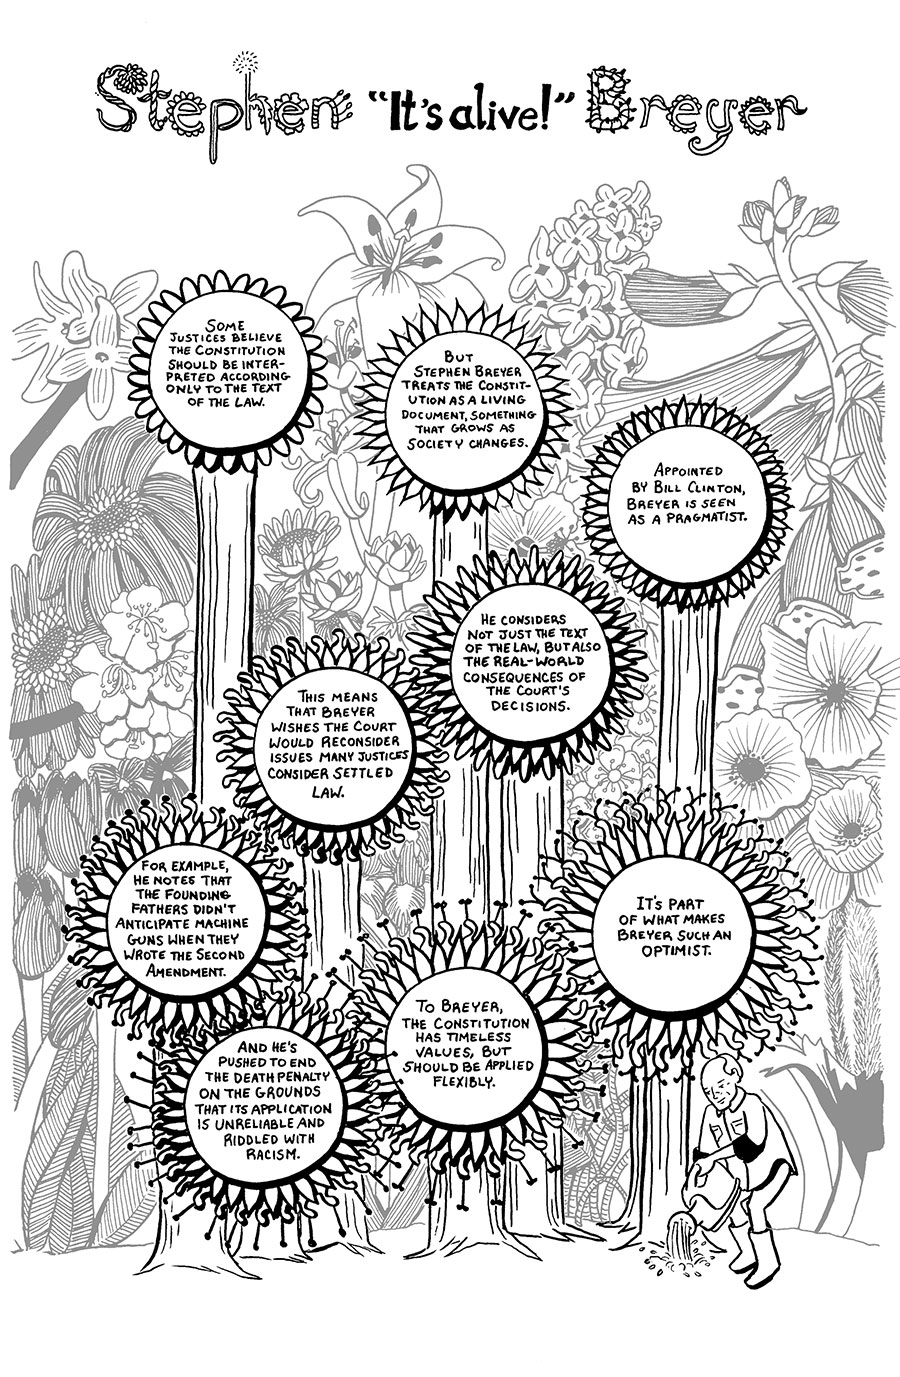 Stephen "It's alive!" Breyer
SOME
JUSTICES BELIEVE
THE CONSTITUTION
SHOULD BE INTER-
PRETED ACCORDING
ONLY TO THE TEXT
OF THE LAW.
BUT
STEPHEN BREYER
TREATS THE CONSTIT-
UTION AS A LIVING
DOCUMENT, SOMETHING
THAT GROWS AS
SOCIETY CHANGES.
APPOINTED
BY BILL CLINTON,
BREYER IS SEEN
AS A PRAGMATIST.
HE CONSIDERS
NOT JUST THE TEXT
OF THE LAW, BUT ALSO
THE REAL-WORLD
CONSEQUENCES OF
THE COURT'S
DECISIONS.
THIS MEANS
THAT BREYER
WISHES THE COURT
WOULD RECONSIDER
ISSUES MANY JUSTICES
CONSIDER SETTLED
LAW.
FOR EXAMPLE,
HE NOTES THAT
THE FOUNDING
FATHERS DIDN'T
ANTICIPATE MACHINE
GUNS WHEN THEY
WROTE THE SECOND
AMENDMENT.
AND HE'S
PUSHED TO END
THE DEATH PENALTY
ON THE GROUNDS
THAT ITS APPLICATION
IS UNRELIABLE AND
RIDDLED WITH
RACISM.
TO BREYER,
THE CONSTITUTION
HAS TIMELESS
VALUES, BUT
SHOULD BE APPLIED
FLEXIBLY.
IT'S PART
OF WHAT MAKES
BREYER SUCH AN
OPTIMIST.